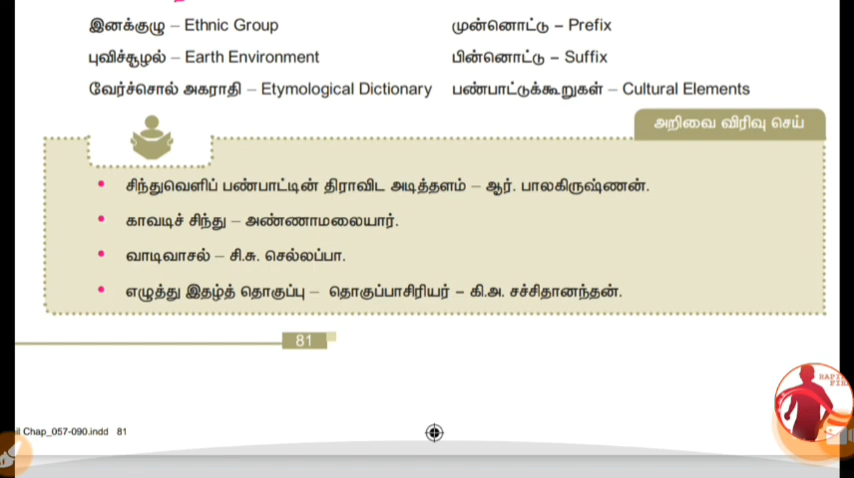 இனக்குழு – Ethnic Group
முன்னொட்டு – Prefix
புவிச்சூழல் – Earth Environment
பின்னொட்டு – Suffix
வேர்ச்சொல் அகராதி – Etymological Dictionary
பண்பாட்டுக்கூறுகள் – Cultural Elements
அறிவை விரிவு செய்
• சிந்துவெளிப் பண்பாட்டின் திராவிட அடித்தளம் – ஆர். பாலகிருஷ்ணன்.
• காவடிச் சிந்து – அண்ணாமலையார்.
• வாடிவாசல் – சி.சு. செல்லப்பா.
• எழுத்து இதழ்த் தொகுப்பு – தொகுப்பாசிரியர் – கி.அ. சச்சிதானந்தன்.
81
il Chap_057-090.indd 81